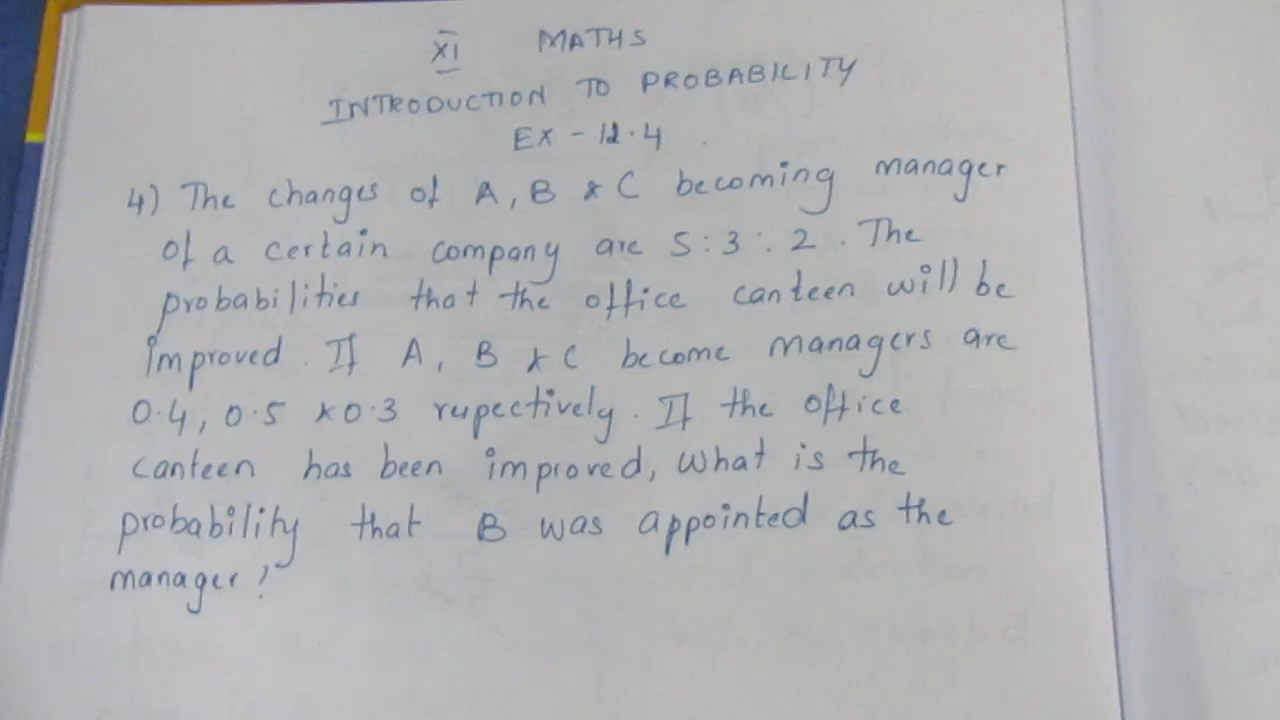 XI MATHS
INTRODUCTION TO PROBABILITY
EX - 12.4
4) The changes of A, B & C becoming manager
of a certain company are 5:3:2. The
probabilities that the office canteen will be
improved. If A, B & C become managers are
0.4, 0.5 & 0.3 rupectively. If the office
canteen has been improved, What is the
probability that B was appointed as the
manager?